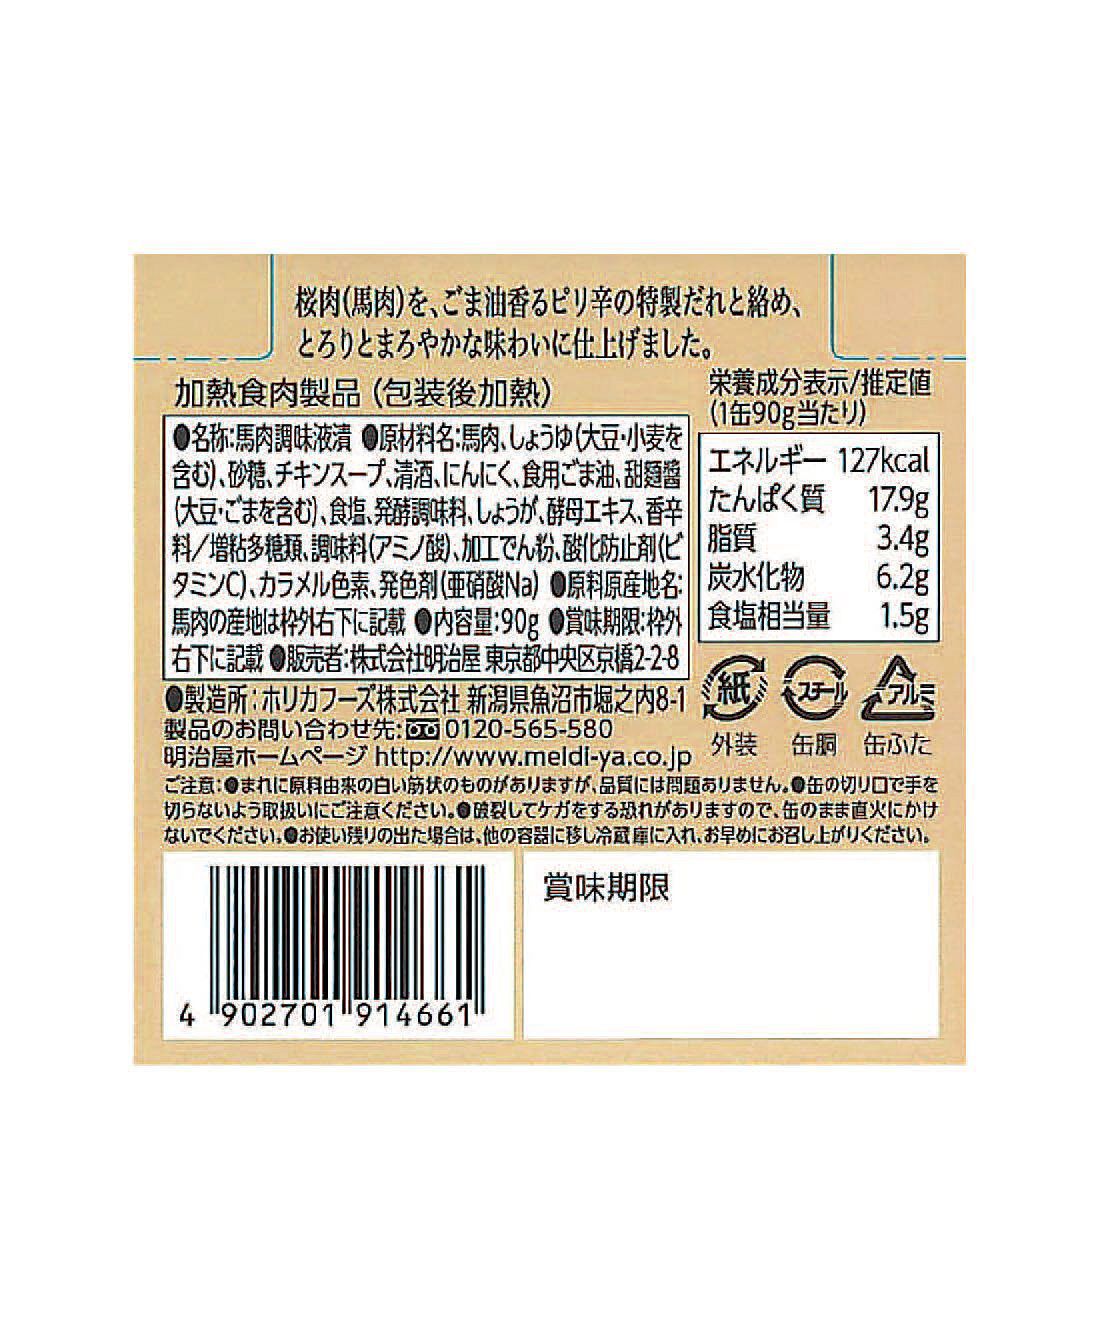 桜肉(馬肉)を、ごま油香るピリ辛の特製だれと絡め、
とろりとまろやかな味わいに仕上げました。
加熱食肉製品(包装後加熱)
●名称:馬肉調味液漬 ●原材料名:馬肉、しょうゆ(大豆・小麦を
含む)、砂糖、チキンスープ、清酒、にんにく、食用ごま油、甜麺醤
(大豆・ごまを含む)、食塩、発酵調味料、しょうが、酵母エキス、香辛
料/増粘多糖類、調味料(アミノ酸)、加工でん粉、酸化防止剤(ビ
タミンC)、カラメル色素、発色剤(亜硝酸Na) ●原料原産地名:
馬肉の産地は枠外右下に記載 ●内容量:90g ●賞味期限:枠外
右下に記載 ●販売者:株式会社明治屋 東京都中央区京橋2-2-8
●製造所:ホリカフーズ株式会社 新潟県魚沼市堀之内8-1
製品のお問い合わせ先:0120-565-580
明治屋ホームページ http://www.meidi-ya.co.jp
栄養成分表示/推定値
(1缶90g当たり)
エネルギー 127kcal
たんぱく質 17.9g
脂質 3.4g
炭水化物 6.2g
食塩相当量 1.5g
紙 スチール アルミ
外装 缶胴 缶ふた
ご注意:●まれに原料由来の白い筋状のものがありますが、品質には問題ありません。●缶の切り口で手を
切らないよう取扱いにご注意ください。●破裂してケガをする恐れがありますので、缶のまま直火にかけ
ないでください。●お使い残りの出た場合は、他の容器に移し冷蔵庫に入れ、お早めにお召し上がりください。
4 902701 914661
賞味期限